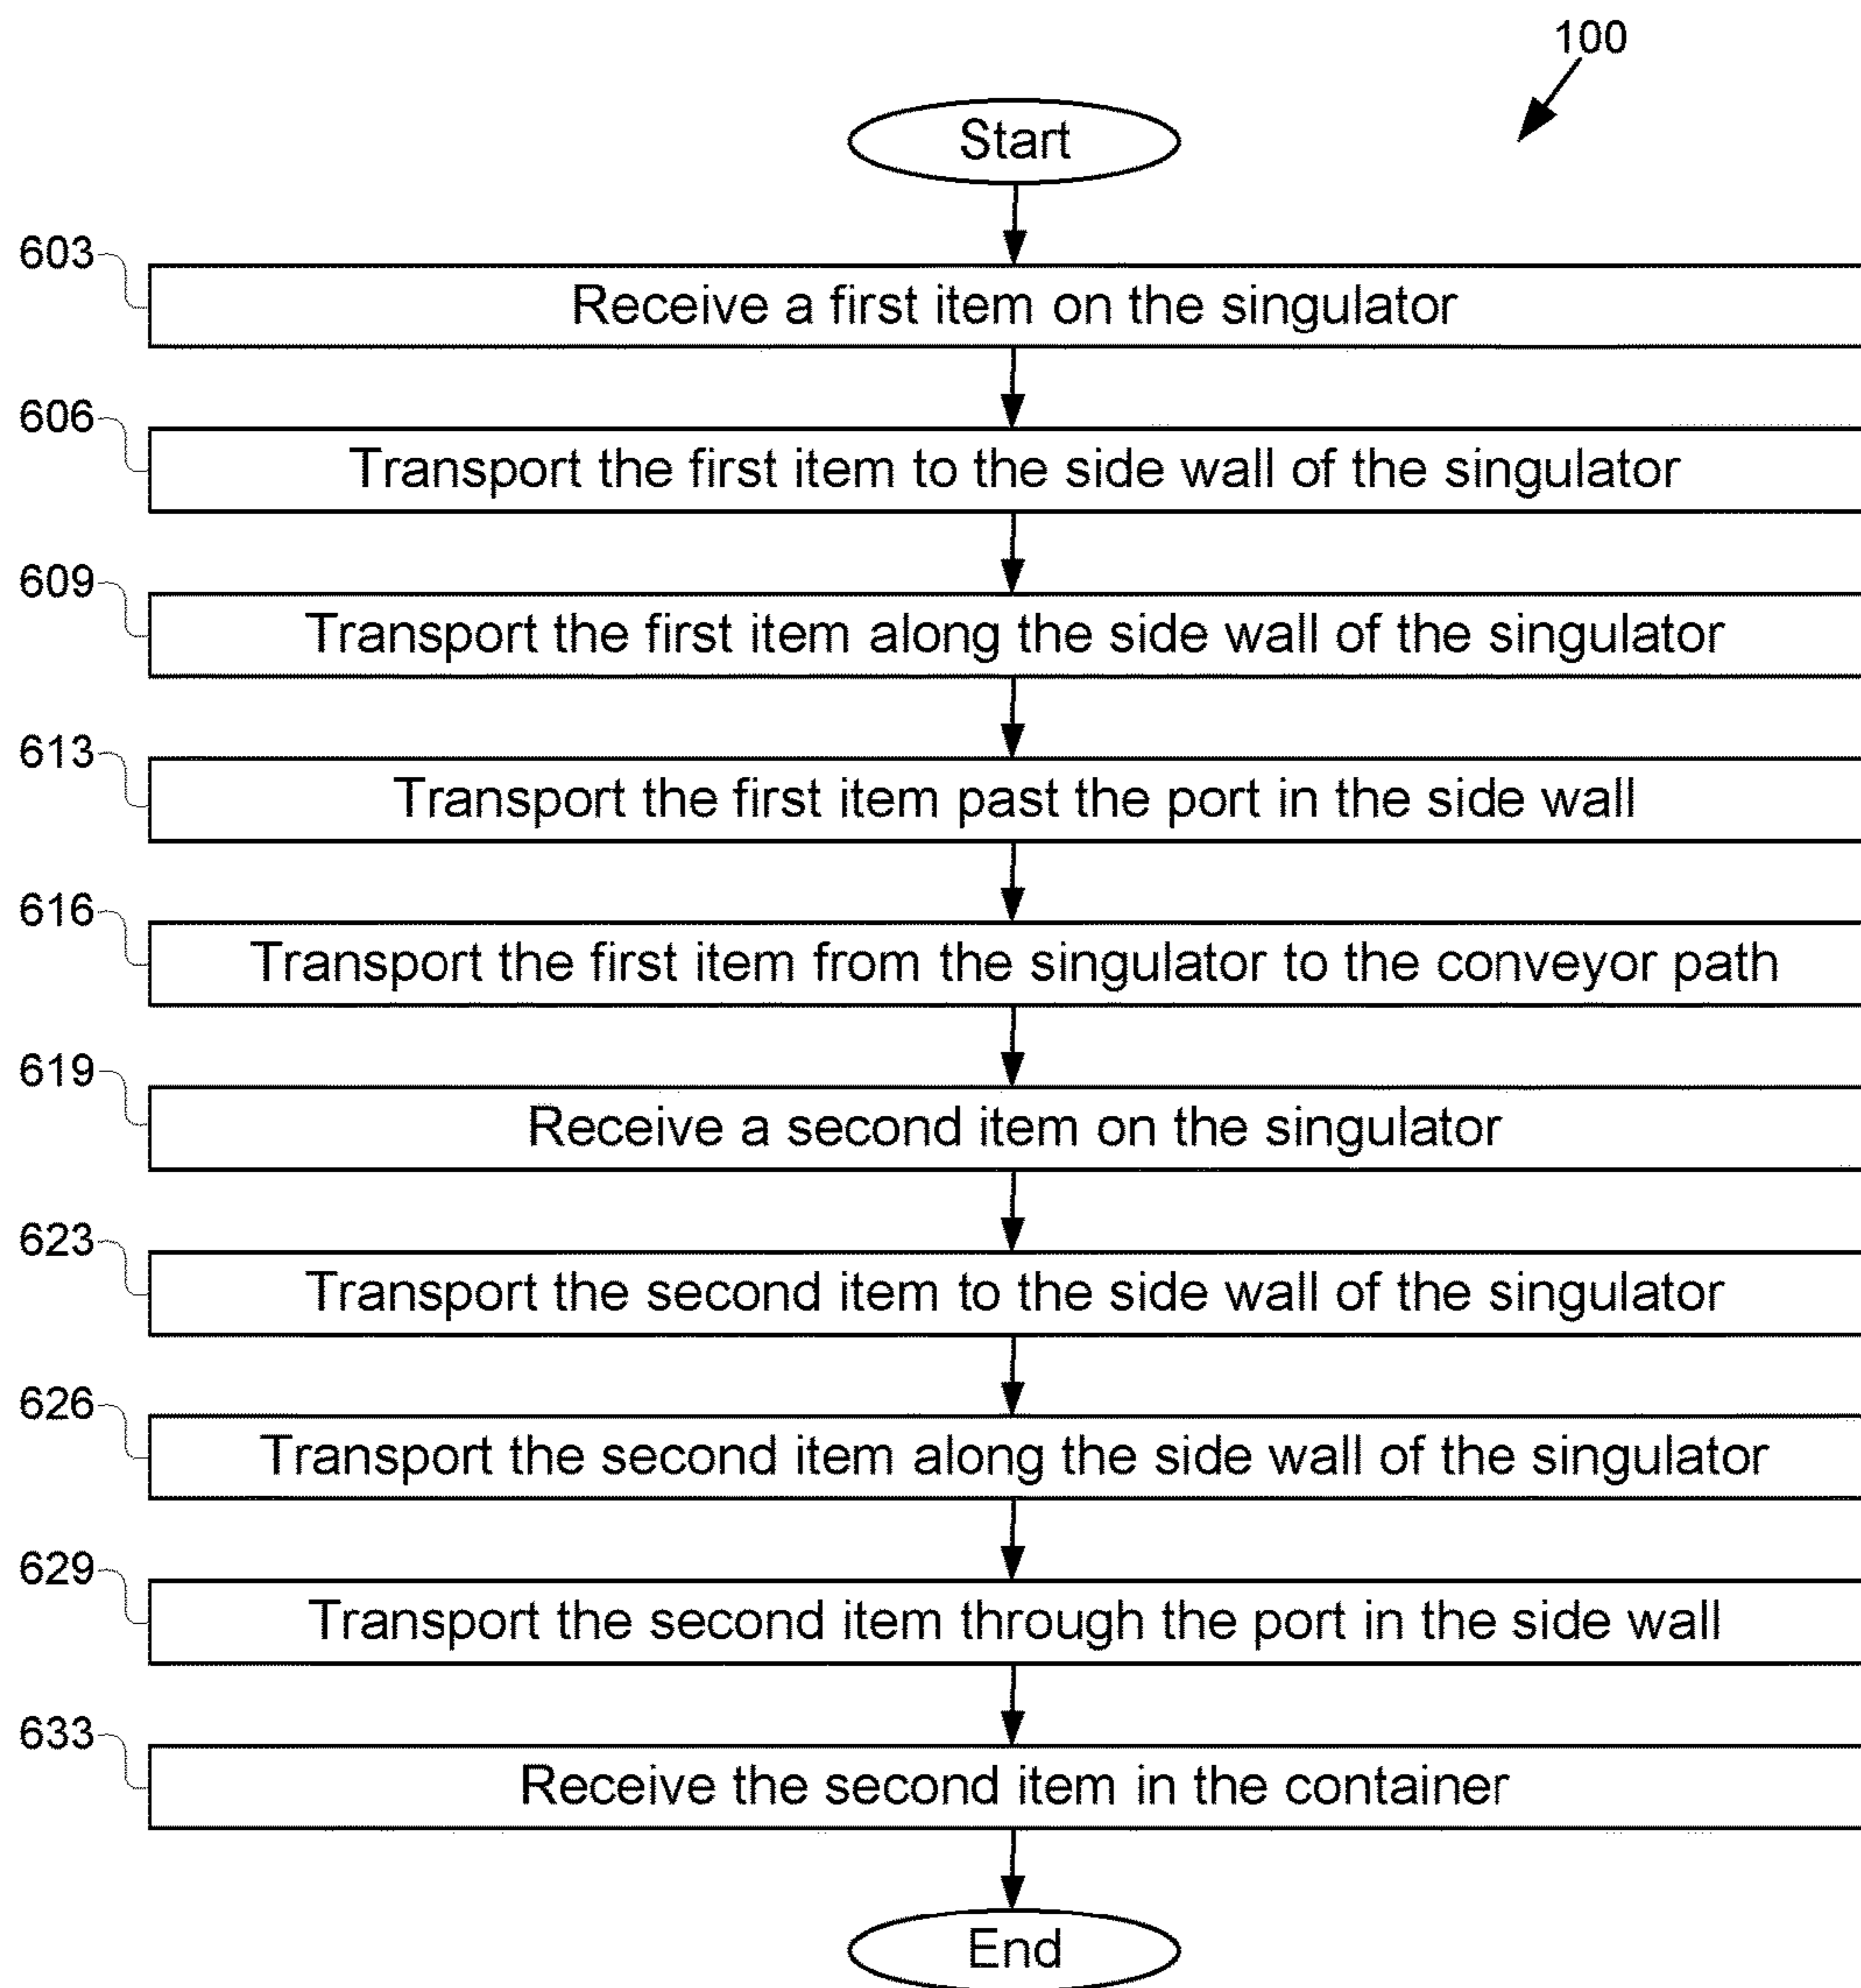 100
Start
603
Receive a first item on the singulator
606
Transport the first item to the side wall of the singulator
609
Transport the first item along the side wall of the singulator
613
Transport the first item past the port in the side wall
616
Transport the first item from the singulator to the conveyor path
619
Receive a second item on the singulator
623
Transport the second item to the side wall of the singulator
626
Transport the second item along the side wall of the singulator
629
Transport the second item through the port in the side wall
633
Receive the second item in the container
End